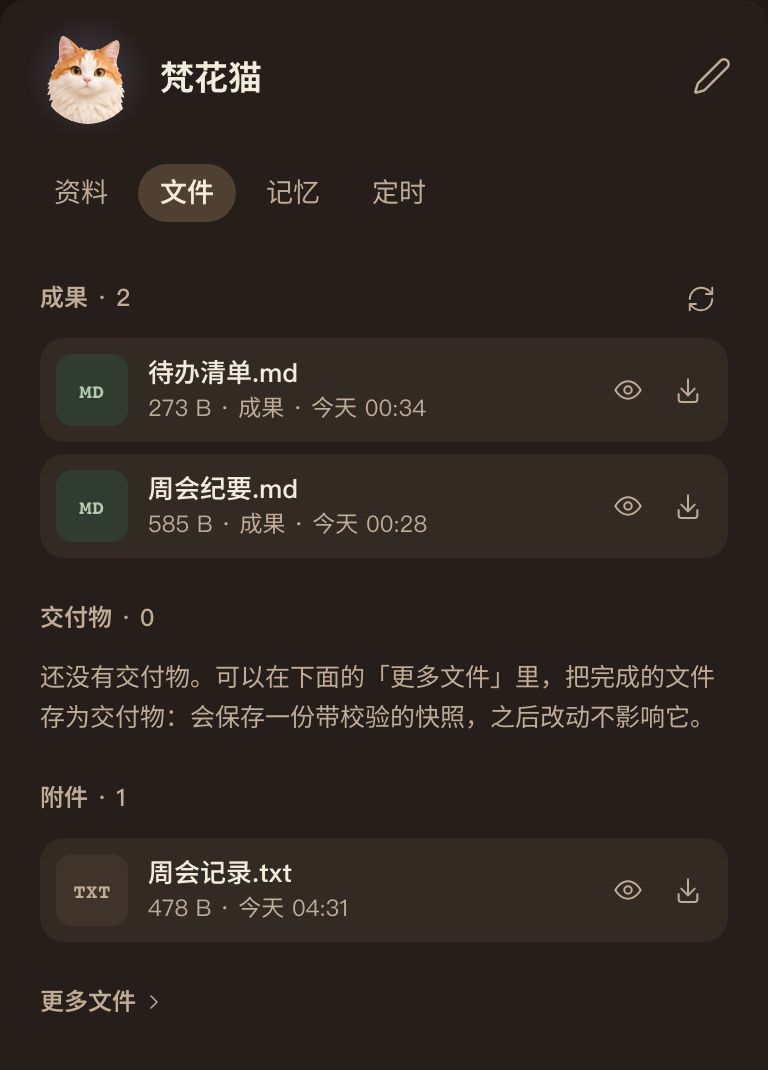 梵花猫
资料 文件 记忆 定时
成果 · 2
MD
待办清单.md
273 B · 成果 · 今天 00:34
MD
周会纪要.md
585 B · 成果 · 今天 00:28
交付物 · 0
还没有交付物。可以在下面的「更多文件」里，把完成的文件
存为交付物：会保存一份带校验的快照，之后改动不影响它。
附件 · 1
TXT
周会记录.txt
478 B · 今天 04:31
更多文件